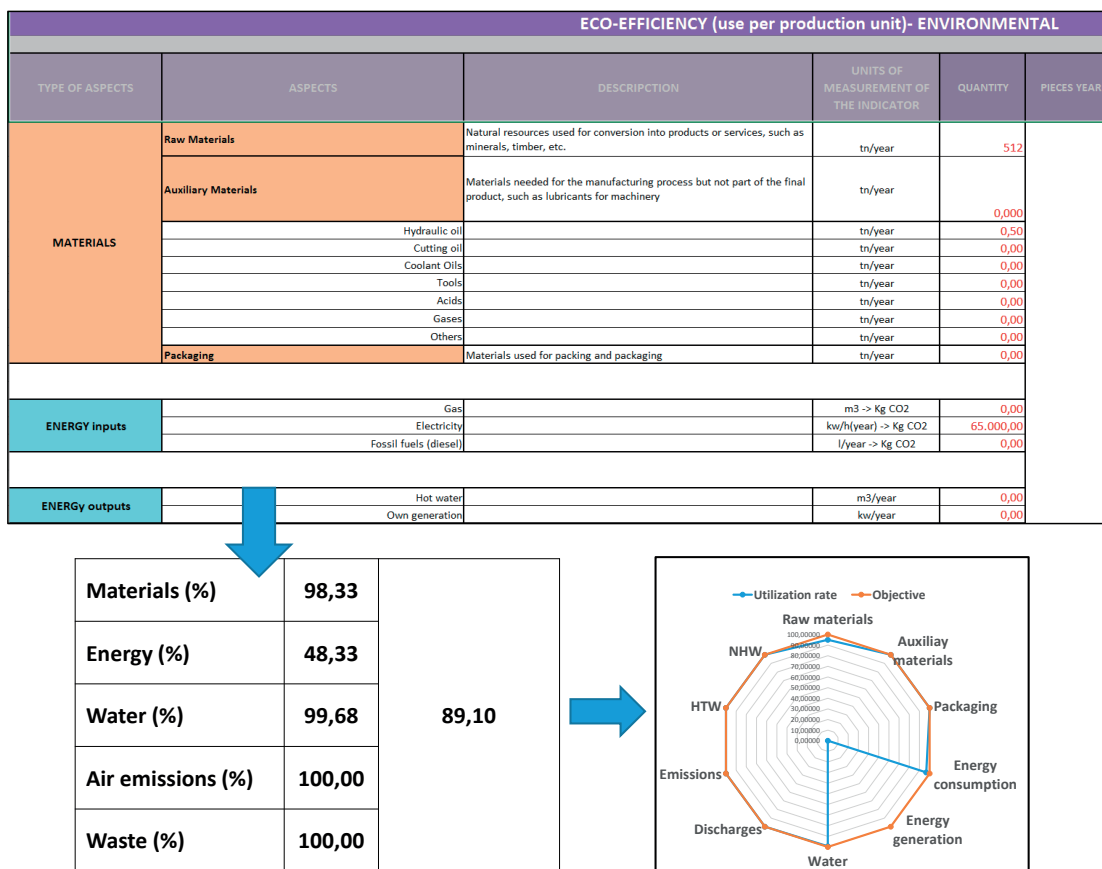 ECO-EFFICIENCY (use per production unit)- ENVIRONMENTAL
TYPE OF ASPECTS
ASPECTS
DESCRIPCTION
UNITS OF
MEASUREMENT OF
THE INDICATOR
QUANTITY
PIECES YEAR
MATERIALS
Raw Materials
Natural resources used for conversion into products or services, such as
minerals, timber, etc.
tn/year
512
Auxiliary Materials
Materials needed for the manufacturing process but not part of the final
product, such as lubricants for machinery
tn/year
0,000
Hydraulic oil tn/year 0,50
Cutting oil tn/year 0,00
Coolant Oils tn/year 0,00
Tools tn/year 0,00
Acids tn/year 0,00
Gases tn/year 0,00
Others tn/year 0,00
Packaging Materials used for packing and packaging tn/year 0,00
ENERGY inputs
Gas m3 -> Kg CO2 0,00
Electricity kw/h(year) -> Kg CO2 65.000,00
Fossil fuels (diesel) l/year -> Kg CO2 0,00
ENERGy outputs
Hot water m3/year 0,00
Own generation kw/year 0,00
Materials (%) 98,33
Energy (%) 48,33
Water (%) 99,68
Air emissions (%) 100,00
Waste (%) 100,00
89,10
Utilization rate Objective
Raw materials
Auxiliay
materials
Packaging
Energy
consumption
Energy
generation
Water
Discharges
Emissions
HTW
NHW
100,00000
90,00000
80,00000
70,00000
60,00000
50,00000
40,00000
30,00000
20,00000
10,00000
0,00000